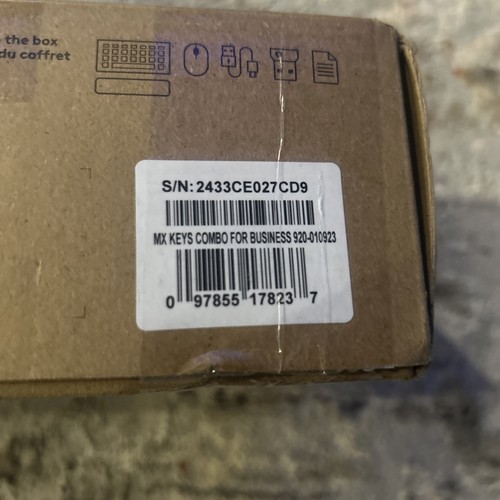 the box
du coffret
S/N: 2433CE027CD9
MX KEYS COMBO FOR BUSINESS 920-010923
0 97855 17823 7